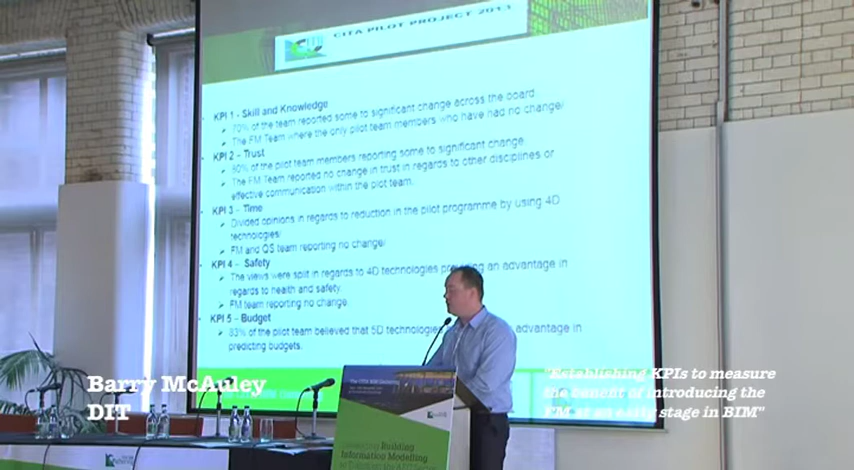 CITA PILOT PROJECT 2013
KPI 1 - Skill and Knowledge
70% of the team reported some to significant change across the board
The FM Team where the only pilot team members who have had no change/
KPI 2 – Trust
80% of the pilot team members reporting some to significant change
The FM Team reported no change in trust in regards to other disciplines or
effective communication within the pilot team.
KPI 3 – Time
Divided opinions in regards to reduction in the pilot programme by using 4D
technologies/
FM and QS team reporting no change/
KPI 4 – Safety
The views were split in regards to 4D technologies providing an advantage in
regards to health and safety.
FM team reporting no change
KPI 5 – Budget
83% of the pilot team believed that 5D technologies advantage in
predicting budgets.
Barry McAuley
DIT
"Establishing KPIs to measure
the benefit of introducing the
FM at an early stage in BIM"
The CITA BIM Gathering
Building
Information Modelling